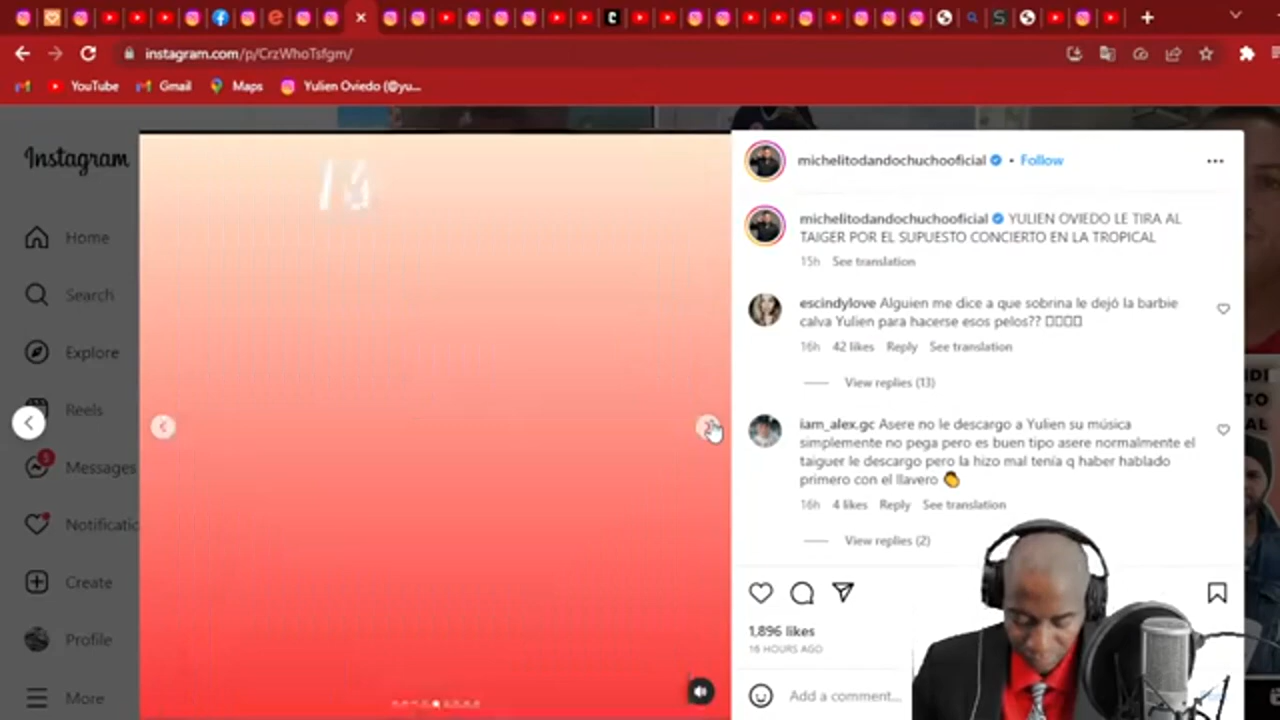 instagram.com/p/CrzWhoTsfgm/
YouTube
Gmail
Maps
Yulien Oviedo (@yu...
Instagram
Home
Search
Explore
Reels
5
Messages
Notificatic
Create
Profile
More
16
michelitodandochuchooficial • Follow
michelitodandochuchooficial YULIEN OVIEDO LE TIRA AL
TAIGER POR EL SUPUESTO CONCIERTO EN LA TROPICAL
15h See translation
escindylove Alguien me dice a que sobrina le dejó la barbie
calva Yulien para hacerse esos pelos??
16h 42 likes Reply See translation
View replies (13)
iam_alex.gc Asere no le descargo a Yulien su música
simplemente no pega pero es buen tipo asere normalmente el
taiguer le descargo pero la hizo mal tenía q haber hablado
primero con el llavero
16h 4 likes Reply See translation
View replies (2)
1,896 likes
16 HOURS AGO
Add a comment...